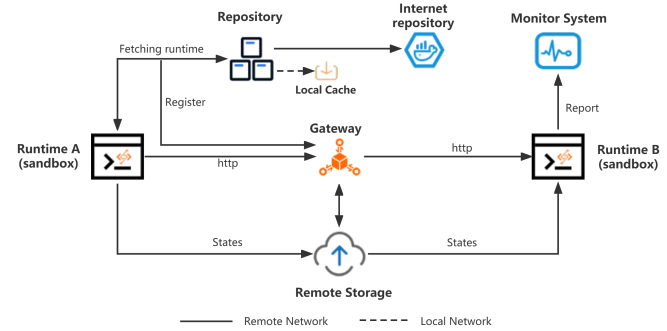 Repository
Internet
repository
Monitor System
Fetching runtime
Local Cache
Register
Report
Gateway
Runtime A
(sandbox)
http
http
Runtime B
(sandbox)
States
States
Remote Storage
Remote Network
Local Network